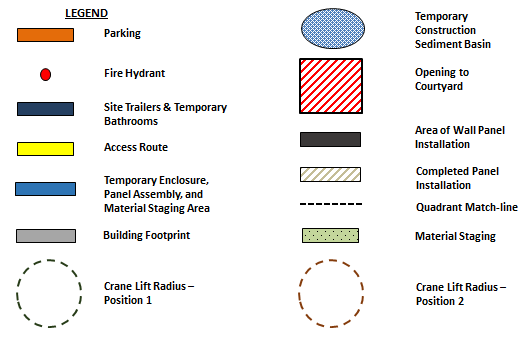 LEGEND
Parking
Fire Hydrant
Site Trailers & Temporary
Bathrooms
Access Route
Temporary Enclosure,
Panel Assembly, and
Material Staging Area
Building Footprint
Crane Lift Radius –
Position 1
Temporary
Construction
Sediment Basin
Opening to
Courtyard
Area of Wall Panel
Installation
Completed Panel
Installation
Quadrant Match-line
Material Staging
Crane Lift Radius –
Position 2